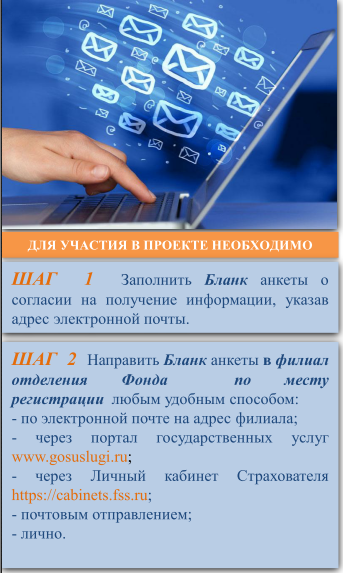 ДЛЯ УЧАСТИЯ В ПРОЕКТЕ НЕОБХОДИМО
ШАГ 1 Заполнить Бланк анкеты о
согласии на получение информации, указав
адрес электронной почты.
ШАГ 2 Направить Бланк анкеты в филиал
отделения Фонда по месту
регистрации любым удобным способом:
- по электронной почте на адрес филиала;
- через портал государственных услуг
www.gosuslugi.ru;
- через Личный кабинет Страхователя
https://cabinets.fss.ru;
- почтовым отправлением;
- лично.